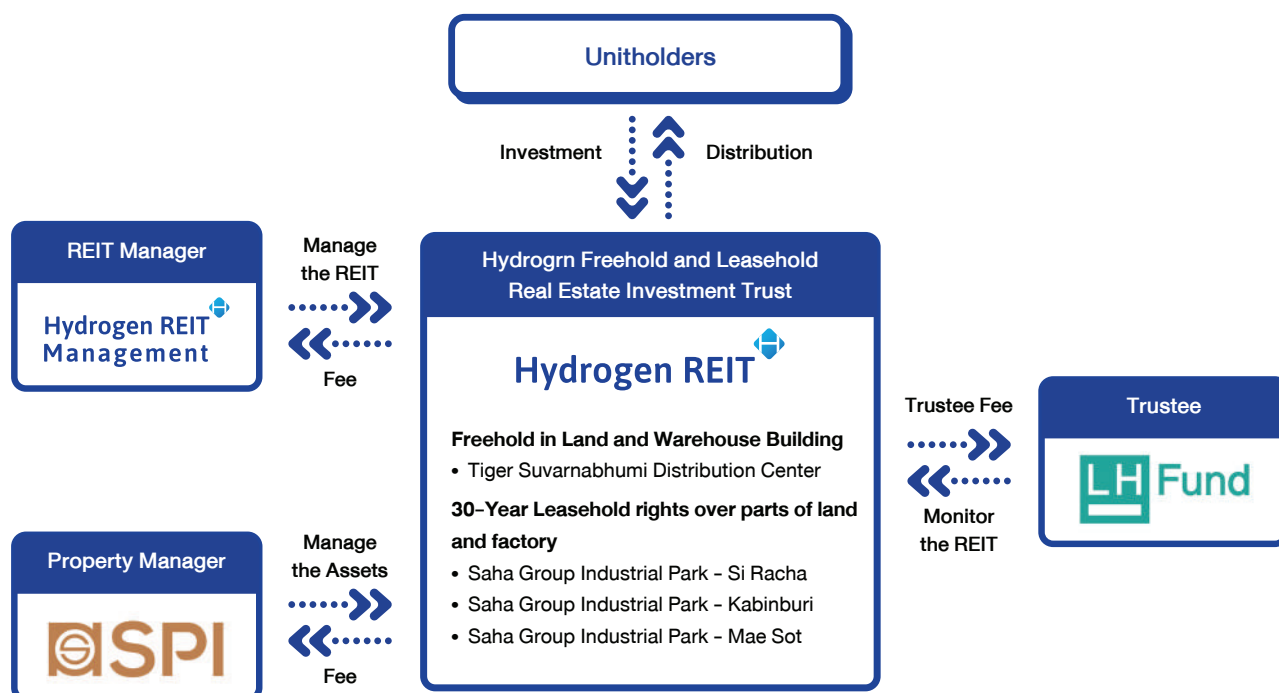 Unitholders
Investment
Distribution
REIT Manager
Hydrogen REIT
Management
Manage
the REIT
Fee
Hydrogrn Freehold and Leasehold
Real Estate Investment Trust
Hydrogen REIT
Freehold in Land and Warehouse Building
• Tiger Suvarnabhumi Distribution Center
30-Year Leasehold rights over parts of land
and factory
• Saha Group Industrial Park - Si Racha
• Saha Group Industrial Park - Kabinburi
• Saha Group Industrial Park - Mae Sot
Trustee Fee
Monitor
the REIT
Trustee
LH Fund
Property Manager
SPI
Manage
the Assets
Fee